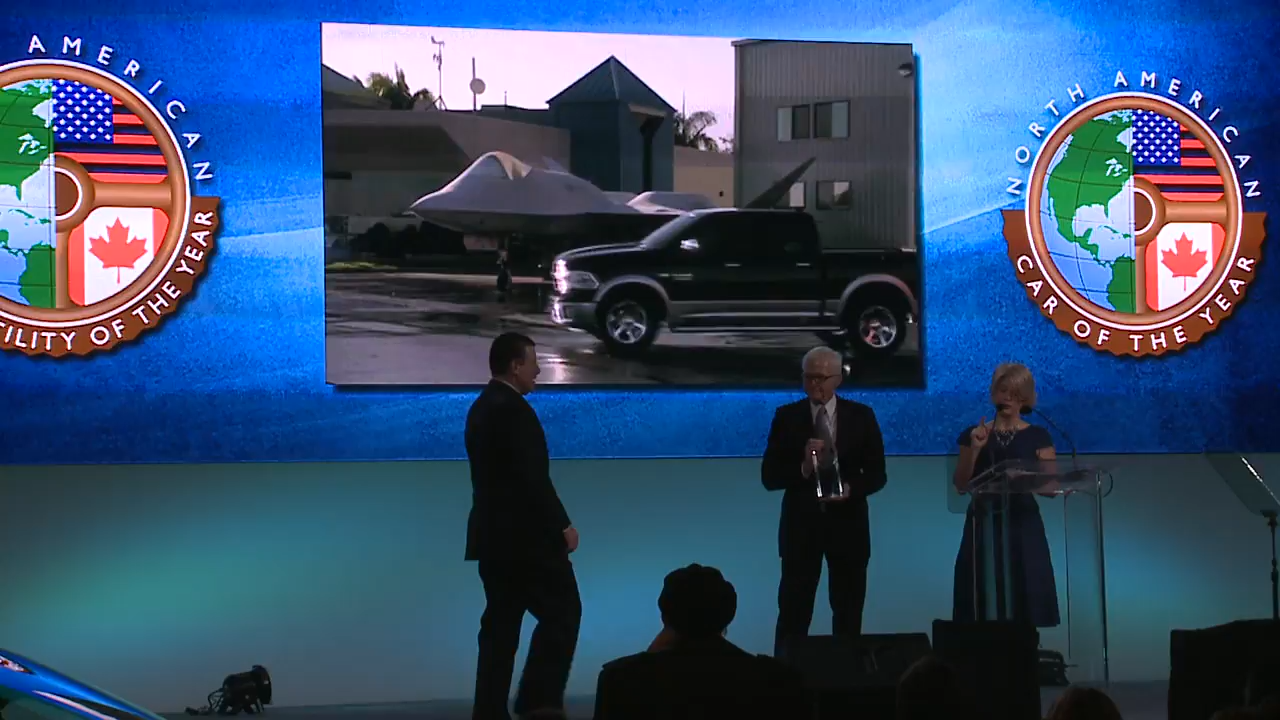 AMERICAN
ILITY OF THE YEAR
NORTH AMERICAN
CAR OF THE YEAR